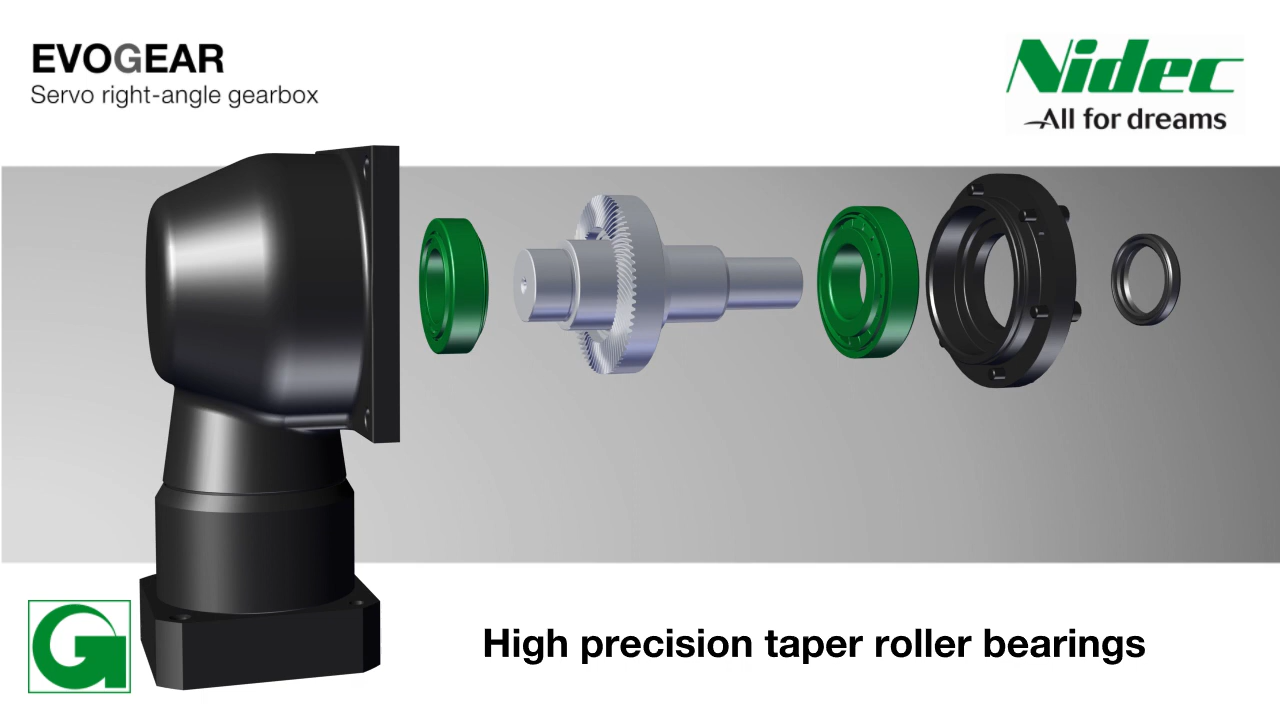 EVOGEAR
Servo right-angle gearbox
Nidec
All for dreams
G
High precision taper roller bearings